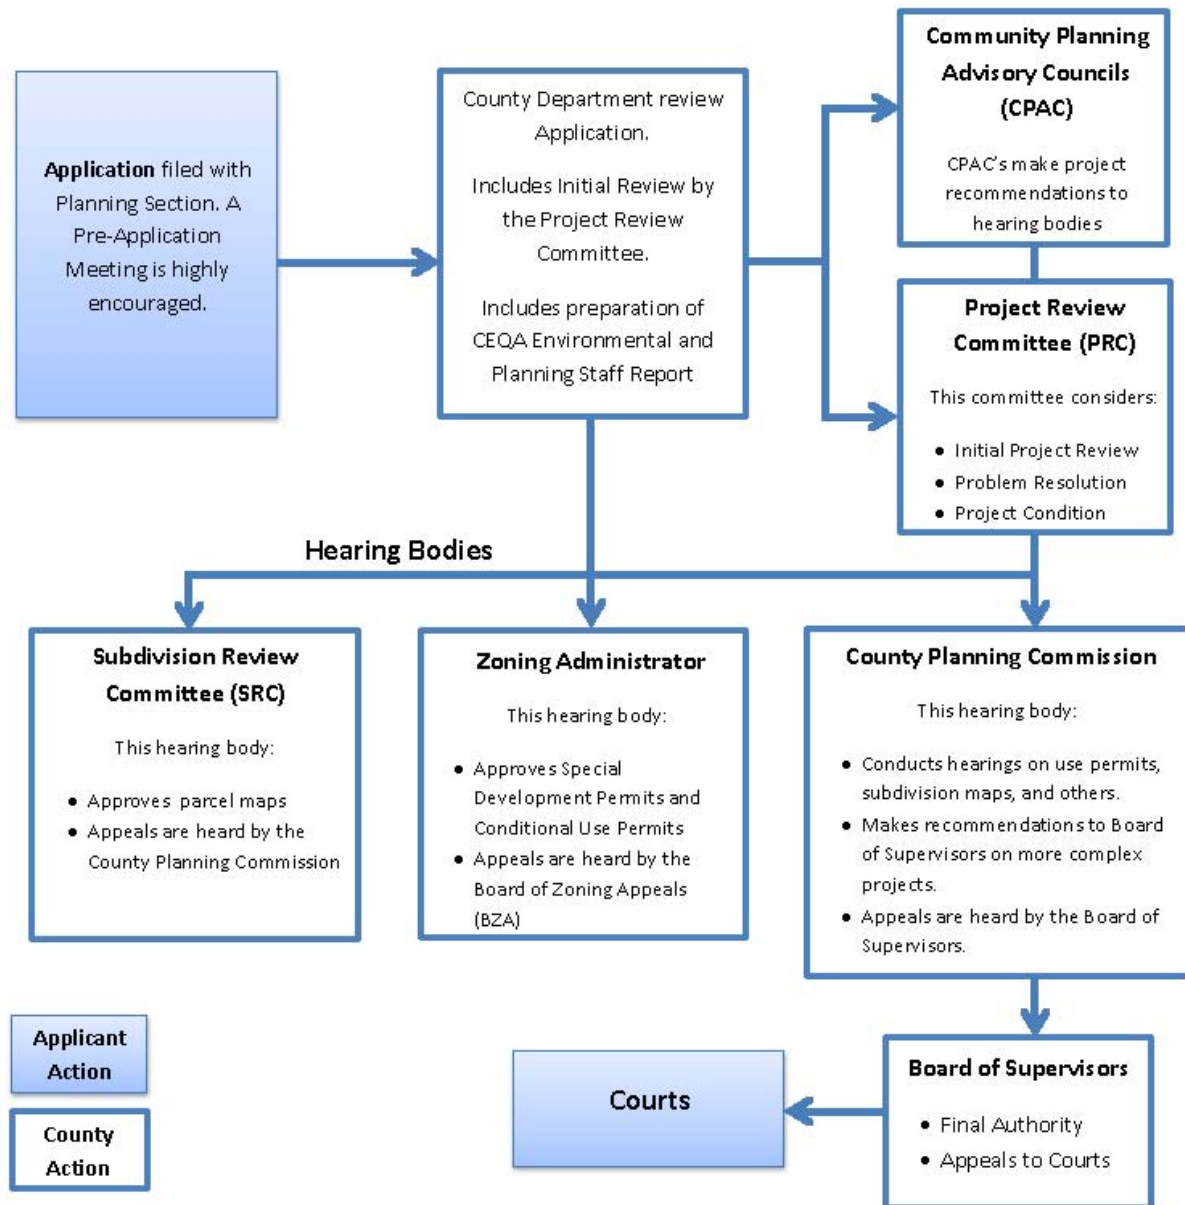 Application filed with
Planning Section. A
Pre-Application
Meeting is highly
encouraged.
County Department review
Application.
Includes Initial Review by
the Project Review
Committee.
Includes preparation of
CEQA Environmental and
Planning Staff Report
Community Planning
Advisory Councils
(CPAC)
CPAC's make project
recommendations to
hearing bodies
Project Review
Committee (PRC)
This committee considers:
• Initial Project Review
• Problem Resolution
• Project Condition
Hearing Bodies
Subdivision Review
Committee (SRC)
This hearing body:
• Approves parcel maps
• Appeals are heard by the
County Planning Commission
Zoning Administrator
This hearing body:
• Approves Special
Development Permits and
Conditional Use Permits
• Appeals are heard by the
Board of Zoning Appeals
(BZA)
County Planning Commission
This hearing body:
• Conducts hearings on use permits,
subdivision maps, and others.
• Makes recommendations to Board
of Supervisors on more complex
projects.
• Appeals are heard by the Board of
Supervisors.
Applicant
Action
County
Action
Courts
Board of Supervisors
• Final Authority
• Appeals to Courts